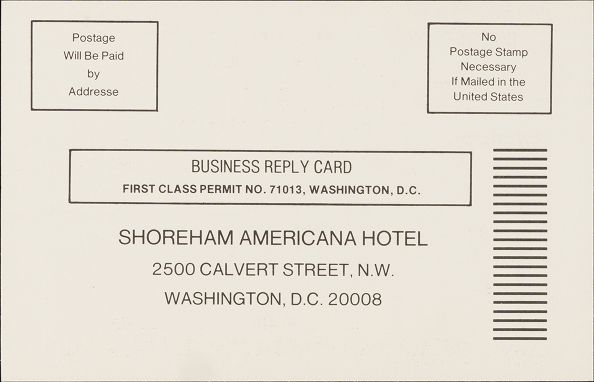 Postage
Will Be Paid
by
Addresse
No
Postage Stamp
Necessary
If Mailed in the
United States
BUSINESS REPLY CARD
FIRST CLASS PERMIT NO. 71013, WASHINGTON, D.C.
SHOREHAM AMERICANA HOTEL
2500 CALVERT STREET, N.W.
WASHINGTON, D.C. 20008